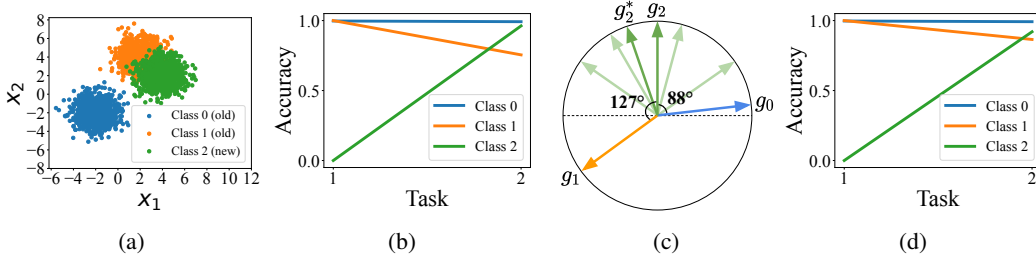 8
6
4
2
0
−2
−4
−6
−8
x₂
−6 −4 −2 0 2 4 6 8 10 12
x₁
Class 0 (old)
Class 1 (old)
Class 2 (new)
(a)
1.0
0.5
0.0
Accuracy
1 2
Task
Class 0
Class 1
Class 2
(b)
g₂* g₂
127° 88°
g₀
g₁
(c)
1.0
0.5
0.0
Accuracy
1 2
Task
Class 0
Class 1
Class 2
(d)